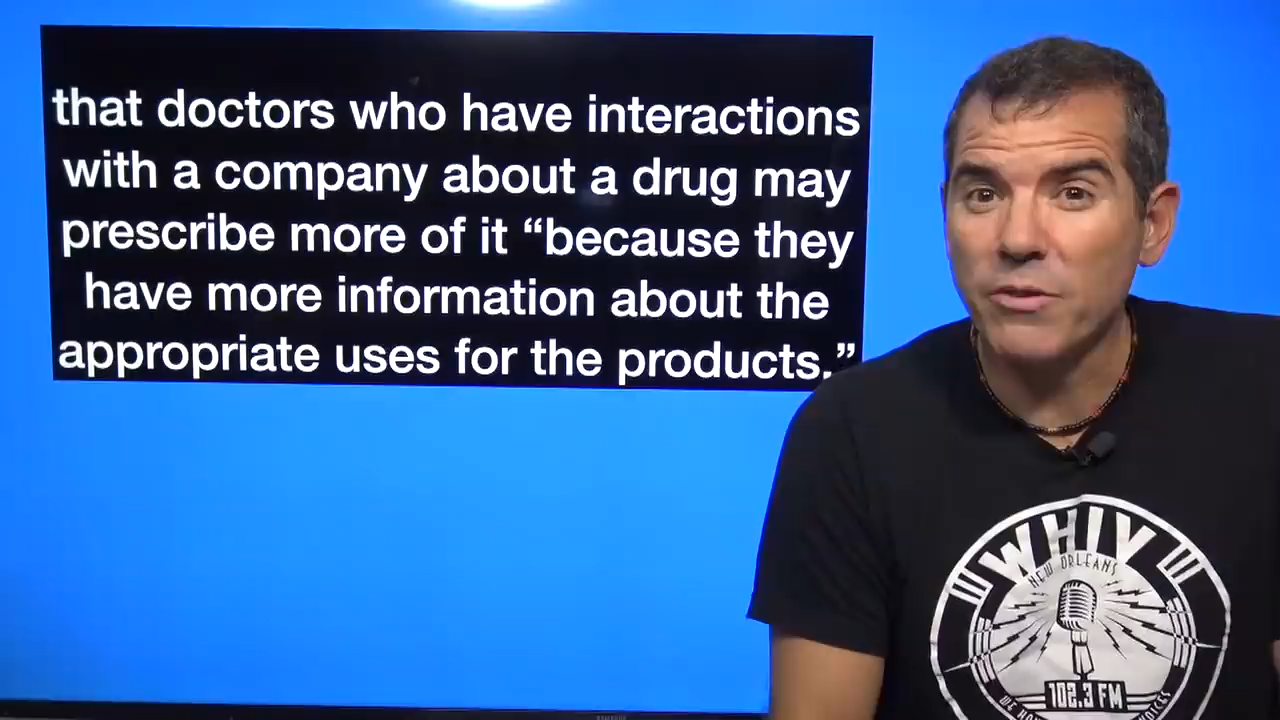 that doctors who have interactions
with a company about a drug may
prescribe more of it “because they
have more information about the
appropriate uses for the products.”
WHIV
NEW ORLEANS
102.3 FM